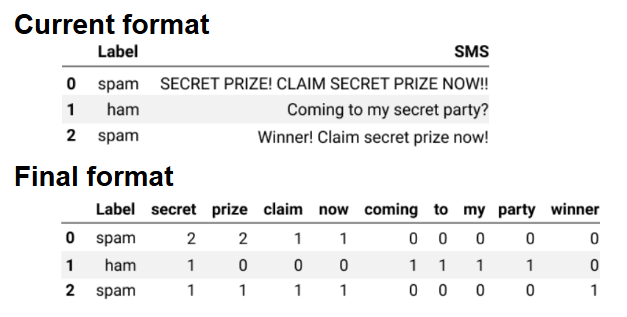 Current format
Label SMS
0 spam SECRET PRIZE! CLAIM SECRET PRIZE NOW!!
1 ham Coming to my secret party?
2 spam Winner! Claim secret prize now!
Final format
Label secret prize claim now coming to my party winner
0 spam 2 2 1 1 0 0 0 0 0
1 ham 1 0 0 0 1 1 1 1 0
2 spam 1 1 1 1 0 0 0 0 1